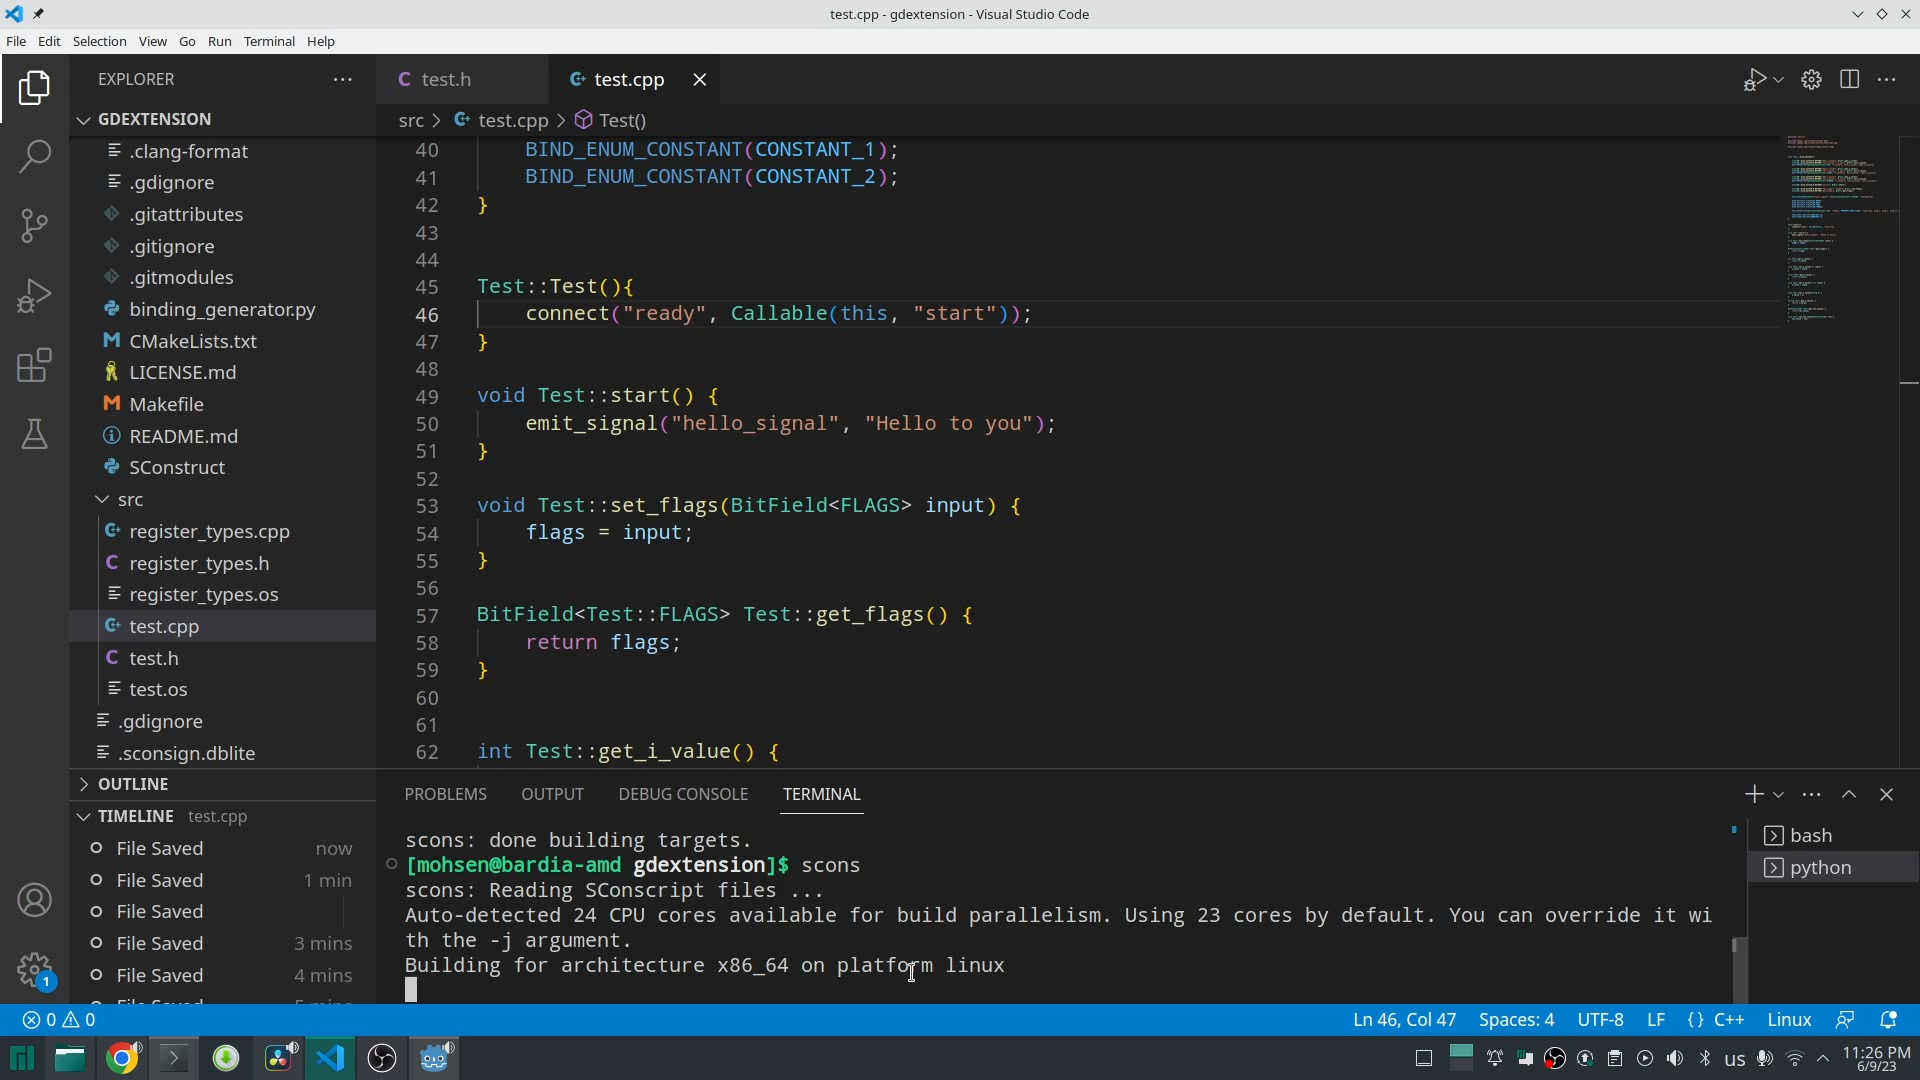 test.cpp - gdextension - Visual Studio Code
File Edit Selection View Go Run Terminal Help
EXPLORER
GDEXTENSION
.clang-format
.gdignore
.gitattributes
.gitignore
.gitmodules
binding_generator.py
CMakeLists.txt
LICENSE.md
Makefile
README.md
SConstruct
src
register_types.cpp
register_types.h
register_types.os
test.cpp
test.h
test.os
.gdignore
.sconsign.dblite
OUTLINE
TIMELINE test.cpp
File Saved now
File Saved 1 min
File Saved
File Saved 3 mins
File Saved 4 mins
File Saved 5 mins
test.h test.cpp
src > test.cpp > Test()
40 BIND_ENUM_CONSTANT(CONSTANT_1);
41 BIND_ENUM_CONSTANT(CONSTANT_2);
42 }
43
44
45 Test::Test(){
46 connect("ready", Callable(this, "start"));
47 }
48
49 void Test::start() {
50 emit_signal("hello_signal", "Hello to you");
51 }
52
53 void Test::set_flags(BitField<FLAGS> input) {
54 flags = input;
55 }
56
57 BitField<Test::FLAGS> Test::get_flags() {
58 return flags;
59 }
60
61
62 int Test::get_i_value() {
PROBLEMS OUTPUT DEBUG CONSOLE TERMINAL
scons: done building targets.
[mohsen@bardia-amd gdextension]$ scons
scons: Reading SConscript files ...
Auto-detected 24 CPU cores available for build parallelism. Using 23 cores by default. You can override it wi
th the -j argument.
Building for architecture x86_64 on platform linux
bash
python
1
0 0 Ln 46, Col 47 Spaces: 4 UTF-8 LF {} C++ Linux
us 11:26 PM
6/9/23